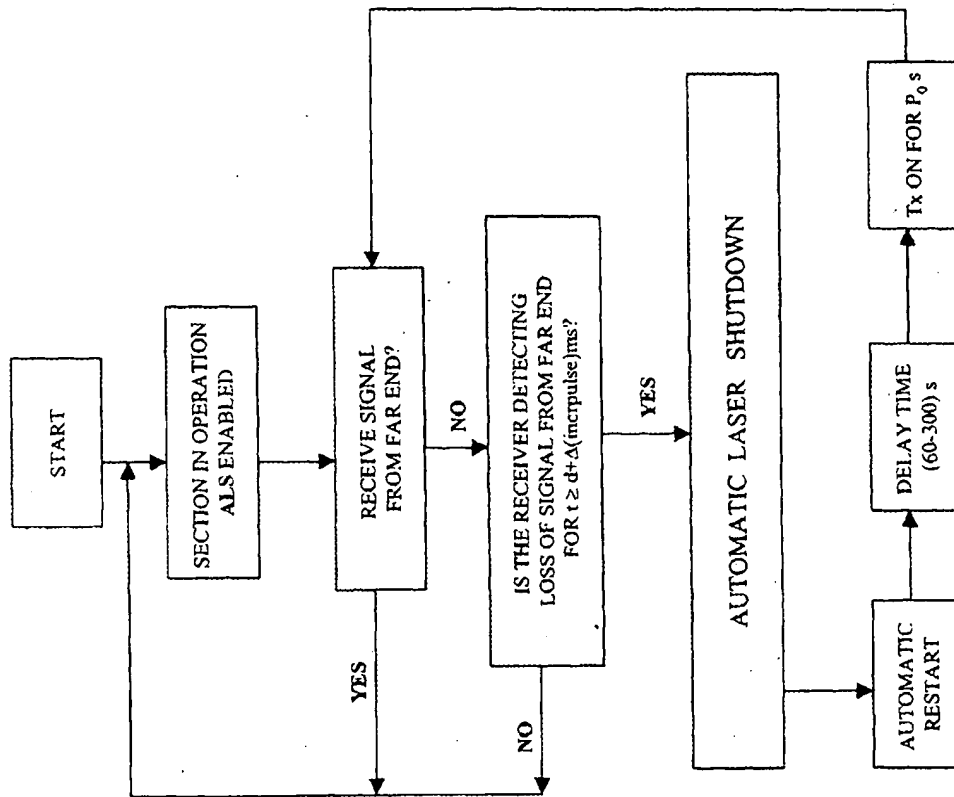 START
SECTION IN OPERATION
ALS ENABLED
RECEIVE SIGNAL
FROM FAR END?
YES
NO
IS THE RECEIVER DETECTING
LOSS OF SIGNAL FROM FAR END
FOR t ≥ d+Δ(incrpulse)ms?
NO
YES
AUTOMATIC LASER SHUTDOWN
AUTOMATIC
RESTART
DELAY TIME
(60-300) s
Tx ON FOR P₀ s